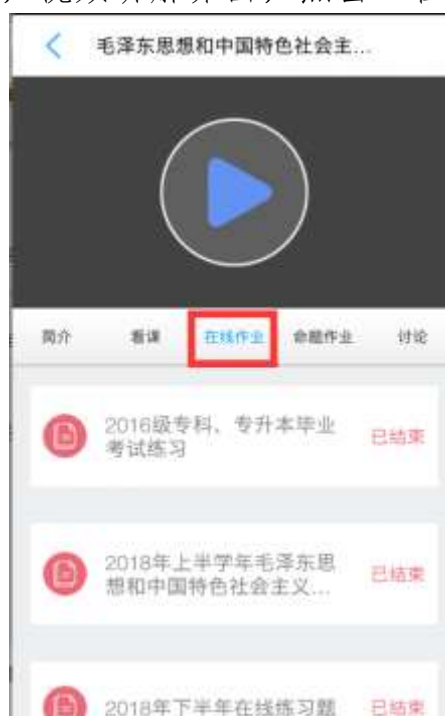 毛泽东思想和中国特色社会主...
简介 看课 在线作业 命题作业 讨论
2016级专科、专升本毕业
考试练习
已结束
2018年上半学年毛泽东思
想和中国特色社会主义...
已结束
2018年下半年在线练习题
已结束